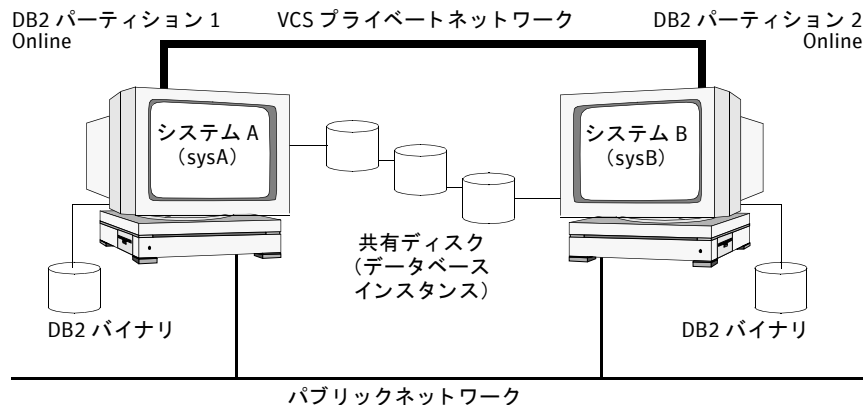 DB2 パーティション 1
Online
VCS プライベートネットワーク
DB2 パーティション 2
Online
システム A
（sysA）
システム B
（sysB）
共有ディスク
（データベース
インスタンス）
DB2 バイナリ
DB2 バイナリ
パブリックネットワーク